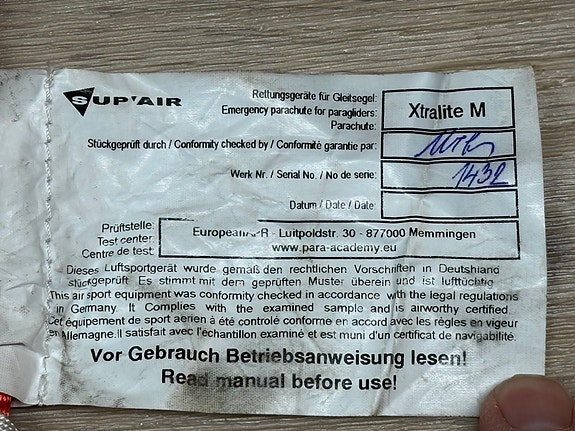 SUP'AIR
Rettungsgeräte für Gleitsegel:
Emergency parachute for paragliders:
Parachute:
Xtralite M
Stückgeprüft durch / Conformity checked by / Conformité garantie par:
Werk Nr. / Serial No. / No de serie:
1432
Datum / Date / Date:
Prüftstelle:
Test center:
Centre de test:
European - Luitpoldstr. 30 - 877000 Memmingen
www.para-academy.eu
Dieses Luftsportgerät wurde gemäß den rechtlichen Vorschriften in Deutshland
stückgeprüft. Es stimmt mit dem geprüften Muster überein und ist lufttüchtig
This air sport equipment was conformity checked in accordance with the legal regulations
in Germany. It Complies with the examined sample and is airworthy certified.
Cet équipement de sport aerien à été controlé conforme en accord avec les règles en vigeur
en Allemagne. Il satisfait avec l'échantillon examiné et est muni d'un certificat de navigabilité.
Vor Gebrauch Betriebsanweisung lesen!
Read manual before use!